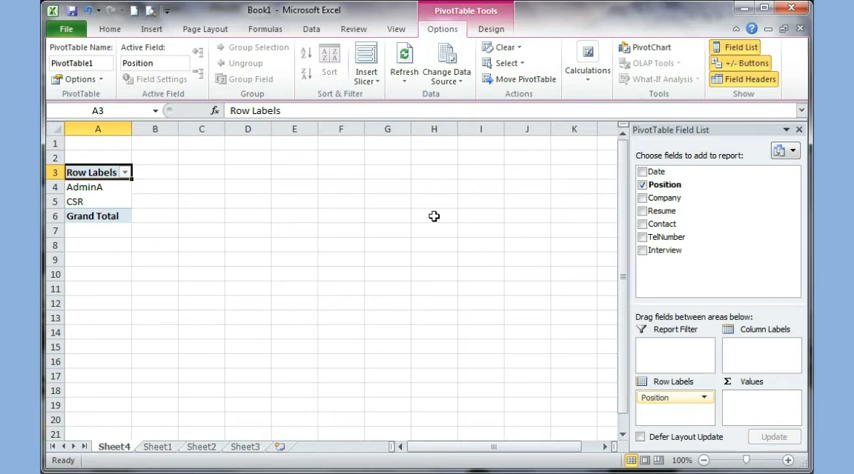 Book1 - Microsoft Excel
PivotTable Tools
File Home Insert Page Layout Formulas Data Review View Options Design
PivotTable Name:
PivotTable1
Options
PivotTable
Active Field:
Position
Field Settings
Active Field
Group Selection
Ungroup
Group Field
Group
Sort
Insert
Slicer
Sort & Filter
Refresh
Change Data
Source
Data
Clear
Select
Move PivotTable
Actions
Calculations
PivotChart
OLAP Tools
What-If Analysis
Tools
Field List
+/- Buttons
Field Headers
Show
A3
fx
Row Labels
A B C D E F G H I J K
1
2
3 Row Labels
4 AdminA
5 CSR
6 Grand Total
7
8
9
10
11
12
13
14
15
16
17
18
19
20
21
PivotTable Field List
Choose fields to add to report:
Date
Position
Company
Resume
Contact
TelNumber
Interview
Drag fields between areas below:
Report Filter
Column Labels
Row Labels
Σ Values
Position
Defer Layout Update
Update
Sheet4 Sheet1 Sheet2 Sheet3
Ready
100%